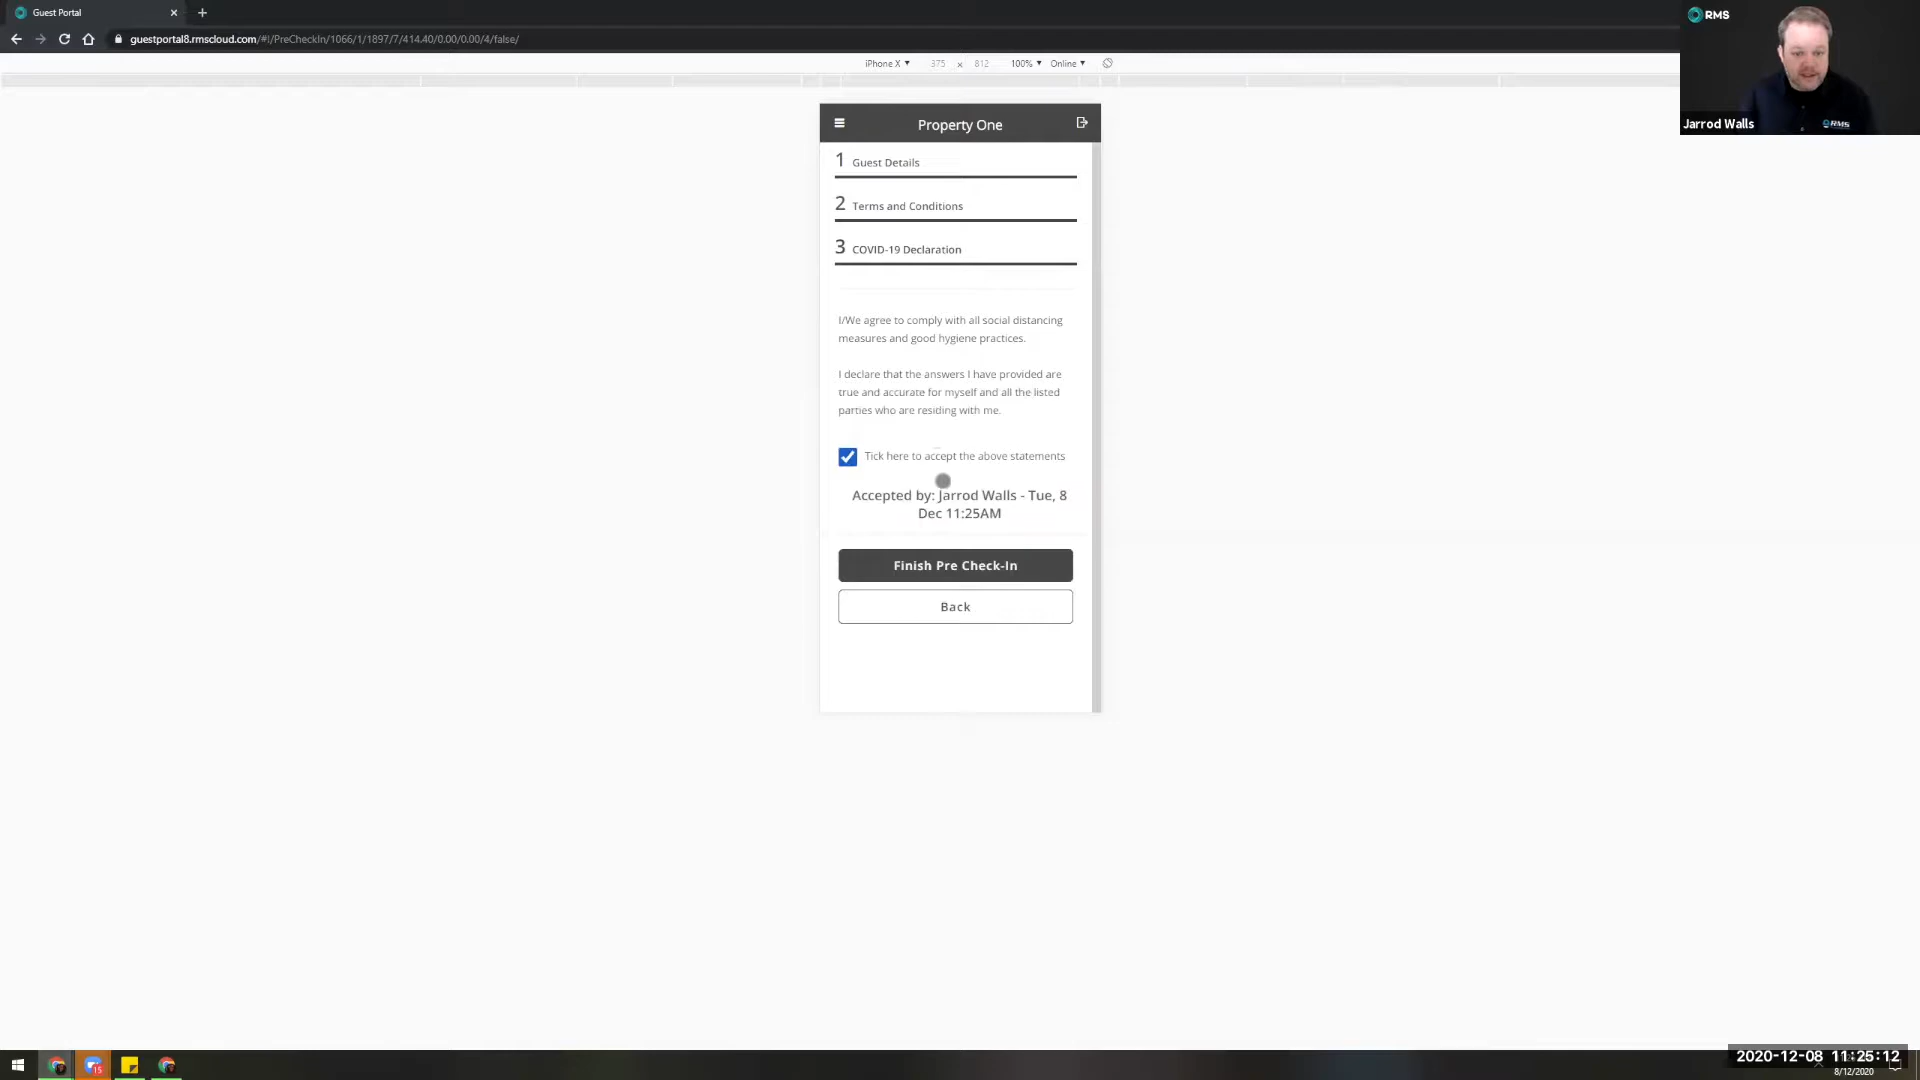 Guest Portal
guestportal8.rmscloud.com/#!/PreCheckIn/1066/1/1897/7/414.40/0.00/0.00/4/false/
iPhone X 375 x 812 100% Online
RMS
Jarrod Walls
RMS
Property One
1 Guest Details
2 Terms and Conditions
3 COVID-19 Declaration
I/We agree to comply with all social distancing
measures and good hygiene practices.
I declare that the answers I have provided are
true and accurate for myself and all the listed
parties who are residing with me.
Tick here to accept the above statements
Accepted by: Jarrod Walls - Tue, 8
Dec 11:25AM
Finish Pre Check-In
Back
15
2020-12-08 11:25:12
8/12/2020